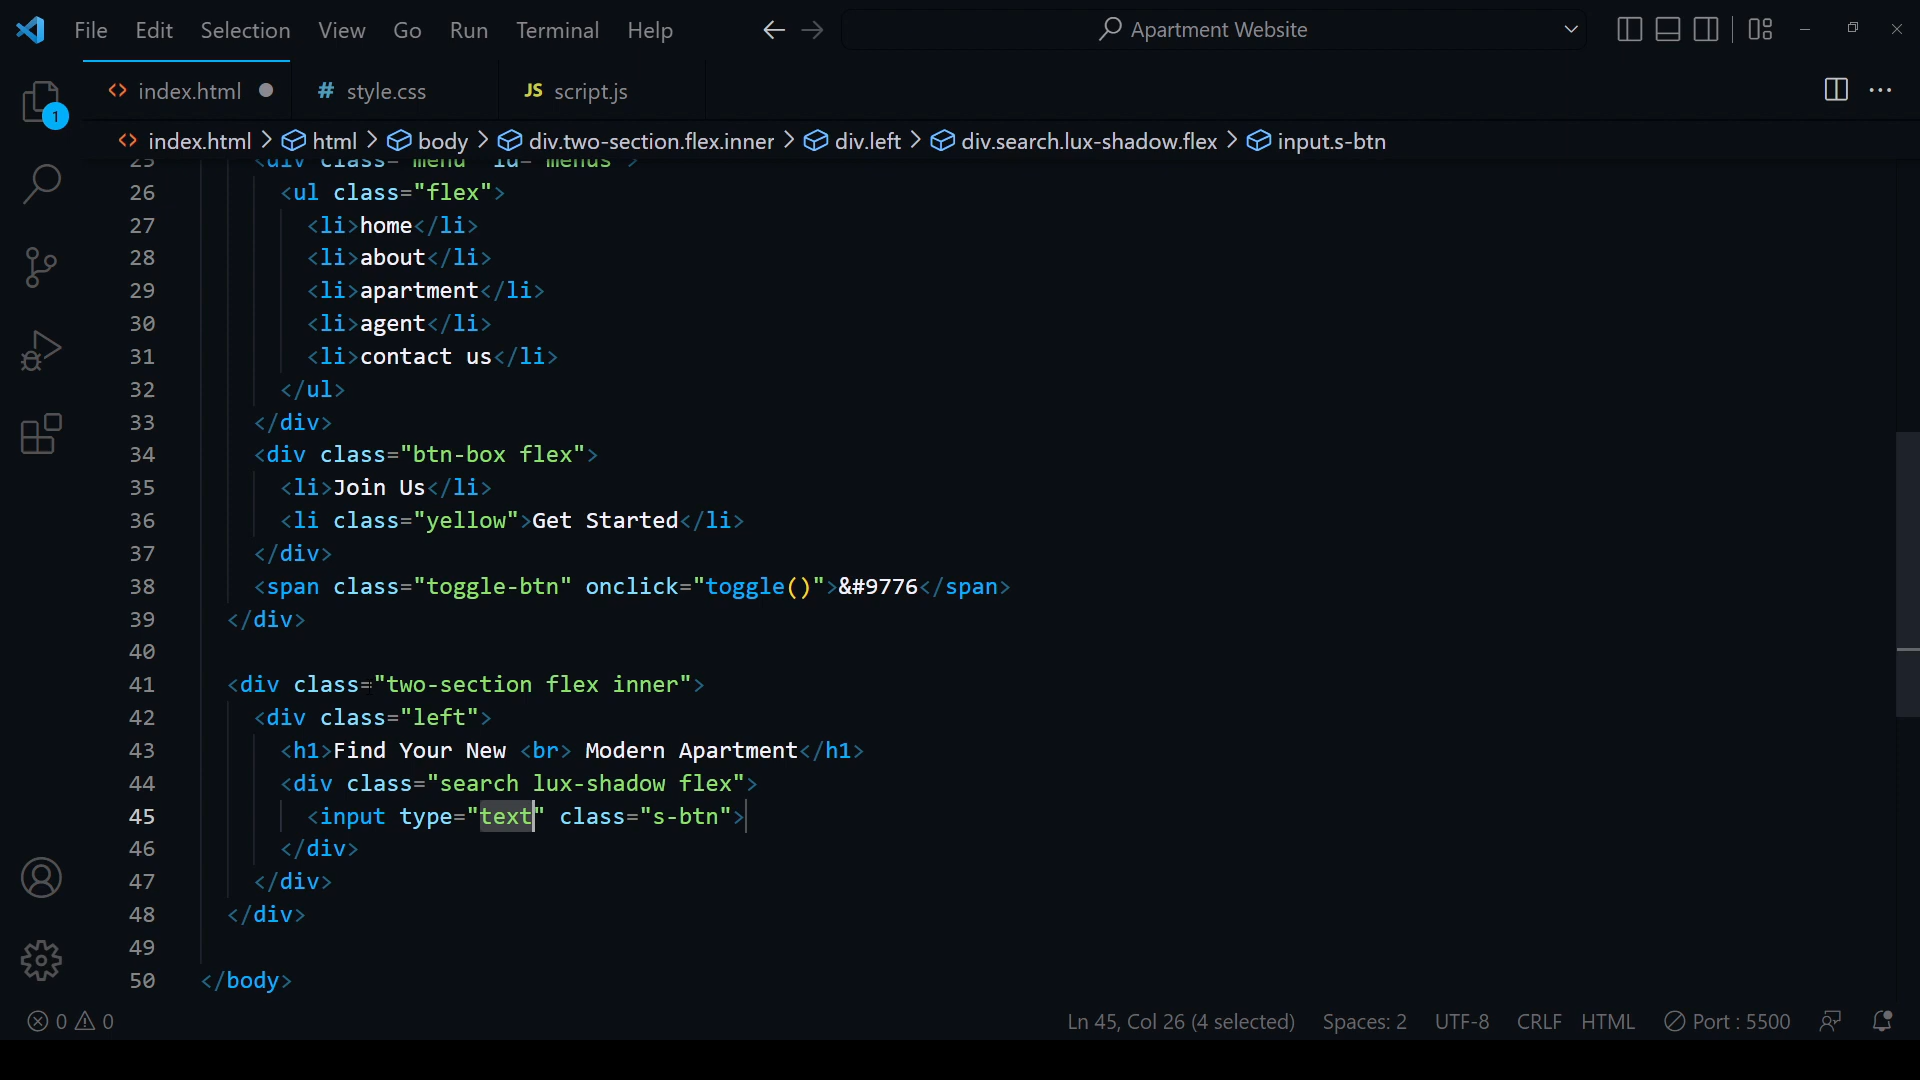 File Edit Selection View Go Run Terminal Help Apartment Website
index.html # style.css JS script.js
1
index.html > html > body > div.two-section.flex.inner > div.left > div.search.lux-shadow.flex > input.s-btn
25 <div class="menu" id="menus">
26 <ul class="flex">
27 <li>home</li>
28 <li>about</li>
29 <li>apartment</li>
30 <li>agent</li>
31 <li>contact us</li>
32 </ul>
33 </div>
34 <div class="btn-box flex">
35 <li>Join Us</li>
36 <li class="yellow">Get Started</li>
37 </div>
38 <span class="toggle-btn" onclick="toggle()">&#9776</span>
39 </div>
40
41 <div class="two-section flex inner">
42 <div class="left">
43 <h1>Find Your New <br> Modern Apartment</h1>
44 <div class="search lux-shadow flex">
45 <input type="text" class="s-btn">
46 </div>
47 </div>
48 </div>
49
50 </body>
0 0 Ln 45, Col 26 (4 selected) Spaces: 2 UTF-8 CRLF HTML Port : 5500